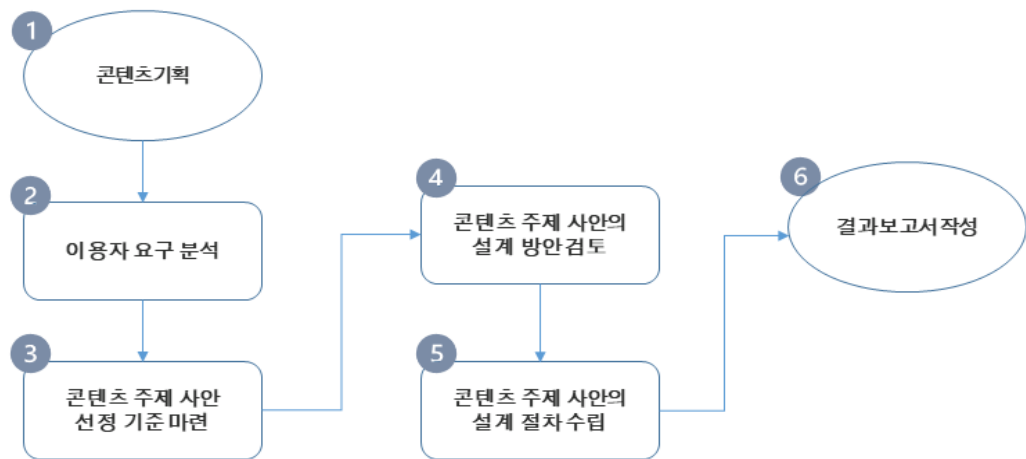 1
콘텐츠기획
2
이용자 요구 분석
3
콘텐츠 주제 사안
선정 기준 마련
4
콘텐츠 주제 사안의
설계 방안 검토
5
콘텐츠 주제 사안의
설계 절차 수립
6
결과보고서 작성